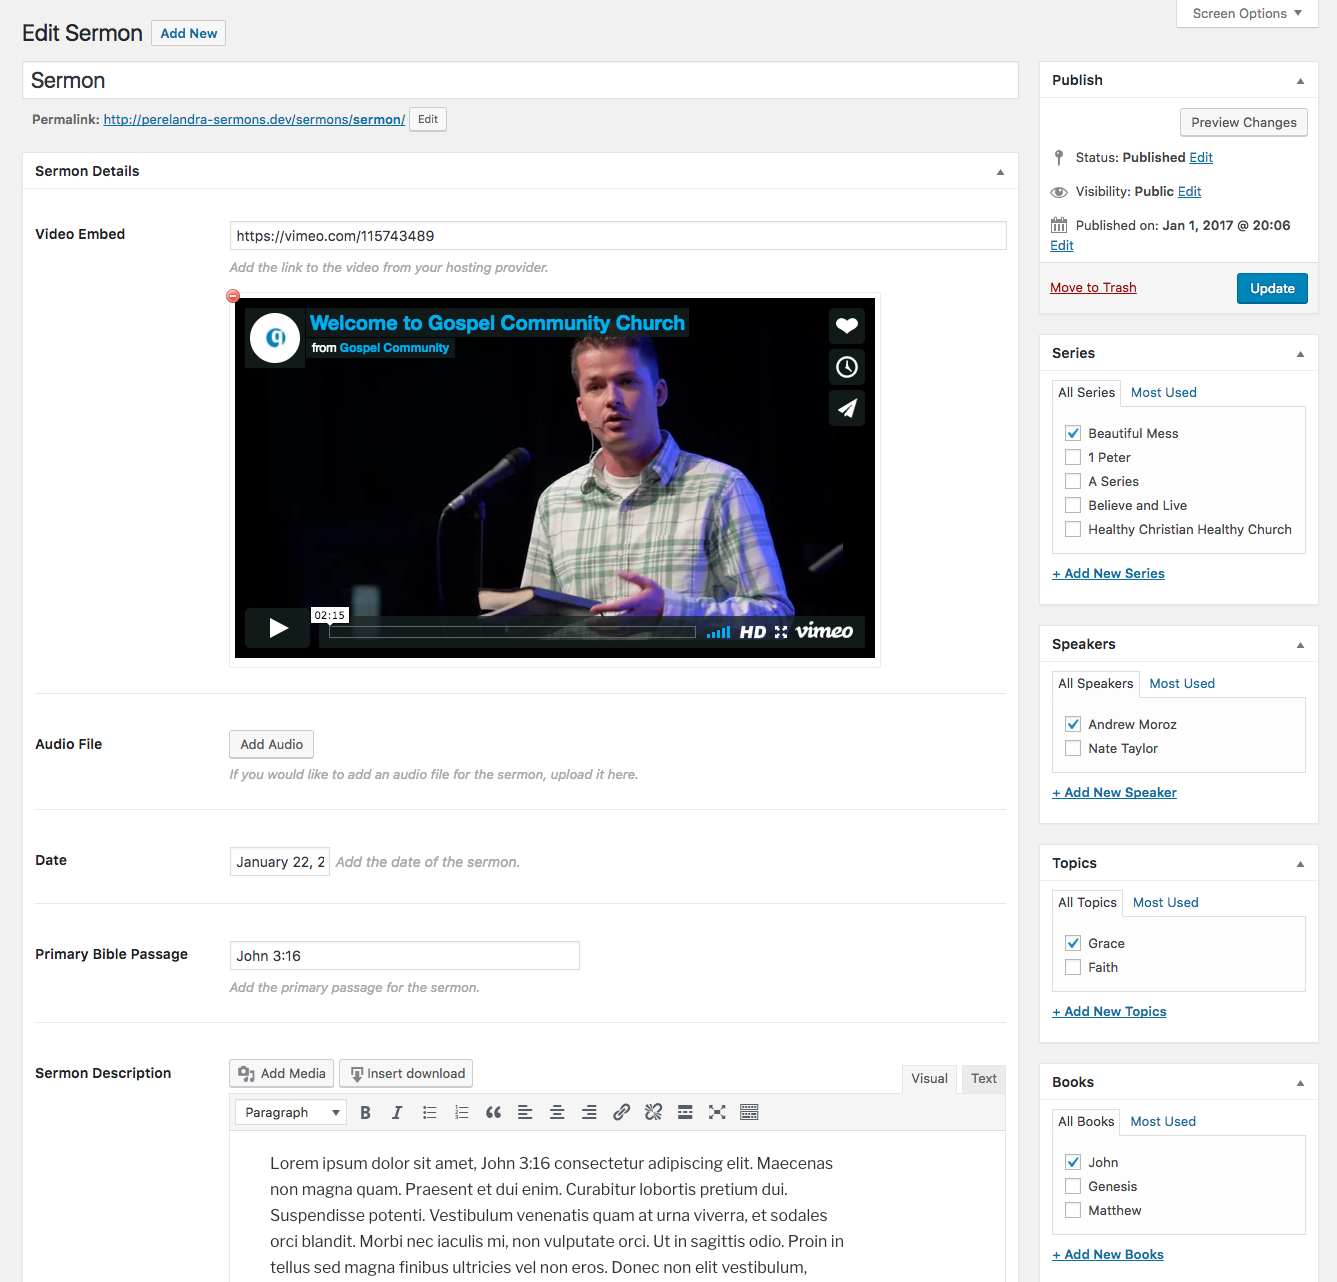 Screen Options
Edit Sermon Add New
Sermon
Permalink: http://perelandra-sermons.dev/sermons/sermon/ Edit
Sermon Details
Video Embed
https://vimeo.com/115743489
Add the link to the video from your hosting provider.
Welcome to Gospel Community Church
from Gospel Community
02:15
HD vimeo
Audio File
Add Audio
If you would like to add an audio file for the sermon, upload it here.
Date
January 22, 2 Add the date of the sermon.
Primary Bible Passage
John 3:16
Add the primary passage for the sermon.
Sermon Description
Add Media Insert download
Visual Text
Paragraph B I
Lorem ipsum dolor sit amet, John 3:16 consectetur adipiscing elit. Maecenas
non magna quam. Praesent et dui enim. Curabitur lobortis pretium dui.
Suspendisse potenti. Vestibulum venenatis quam at urna viverra, et sodales
orci blandit. Morbi nec iaculis mi, non vulputate orci. Ut in sagittis odio. Proin in
tellus sed magna finibus ultricies vel non eros. Donec non elit vestibulum,
Publish
Preview Changes
Status: Published Edit
Visibility: Public Edit
Published on: Jan 1, 2017 @ 20:06
Edit
Move to Trash Update
Series
All Series Most Used
Beautiful Mess
1 Peter
A Series
Believe and Live
Healthy Christian Healthy Church
+ Add New Series
Speakers
All Speakers Most Used
Andrew Moroz
Nate Taylor
+ Add New Speaker
Topics
All Topics Most Used
Grace
Faith
+ Add New Topics
Books
All Books Most Used
John
Genesis
Matthew
+ Add New Books